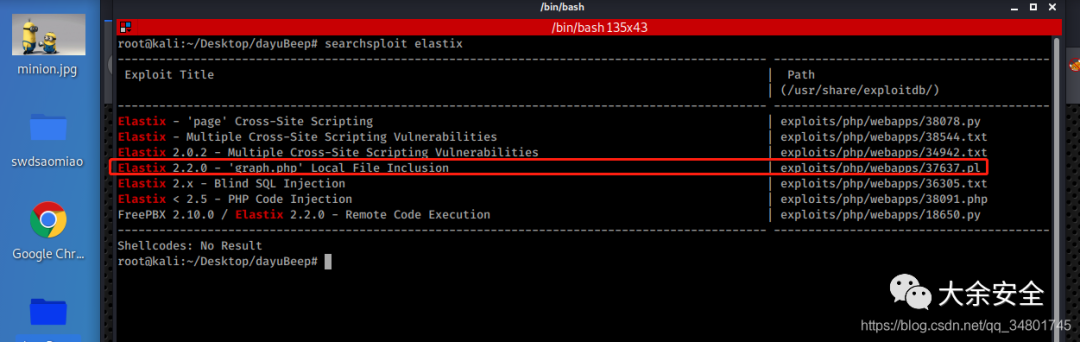 /bin/bash
/bin/bash 135x43
minion.jpg
swdsaomiao
Google Chr...
root@kali:~/Desktop/dayuBeep# searchsploit elastix
Exploit Title | Path
| (/usr/share/exploitdb/)
Elastix - 'page' Cross-Site Scripting | exploits/php/webapps/38078.py
Elastix - Multiple Cross-Site Scripting Vulnerabilities | exploits/php/webapps/38544.txt
Elastix 2.0.2 - Multiple Cross-Site Scripting Vulnerabilities | exploits/php/webapps/34942.txt
Elastix 2.2.0 - 'graph.php' Local File Inclusion | exploits/php/webapps/37637.pl
Elastix 2.x - Blind SQL Injection | exploits/php/webapps/36305.txt
Elastix < 2.5 - PHP Code Injection | exploits/php/webapps/38091.php
FreePBX 2.10.0 / Elastix 2.2.0 - Remote Code Execution | exploits/php/webapps/18650.py
Shellcodes: No Result
root@kali:~/Desktop/dayuBeep#
大余安全
https://blog.csdn.net/qq_34801745